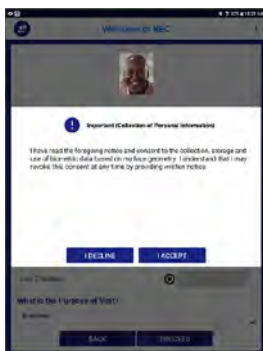 Welcome to NEC
Important (Collection of Personal Information)
I have read the foregoing notice and consent to the collection, storage and
use of biometric data based on my face geometry. I understand that I may
revoke this consent at any time by providing written notice
I DECLINE
I ACCEPT
What is the Purpose of Visit?
Business
BACK